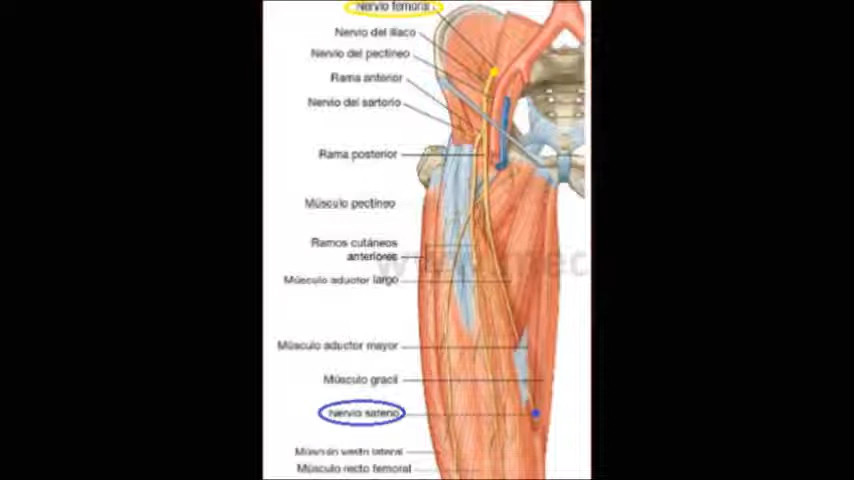 Nervio femoral
Nervio del ilíaco
Nervio del pectíneo
Rama anterior
Nervio del sartorio
Rama posterior
Músculo pectíneo
Ramos cutáneos
anteriores
Músculo aductor largo
Músculo aductor mayor
Músculo gracil
Nervio safeno
Músculo vasto lateral
Músculo recto femoral